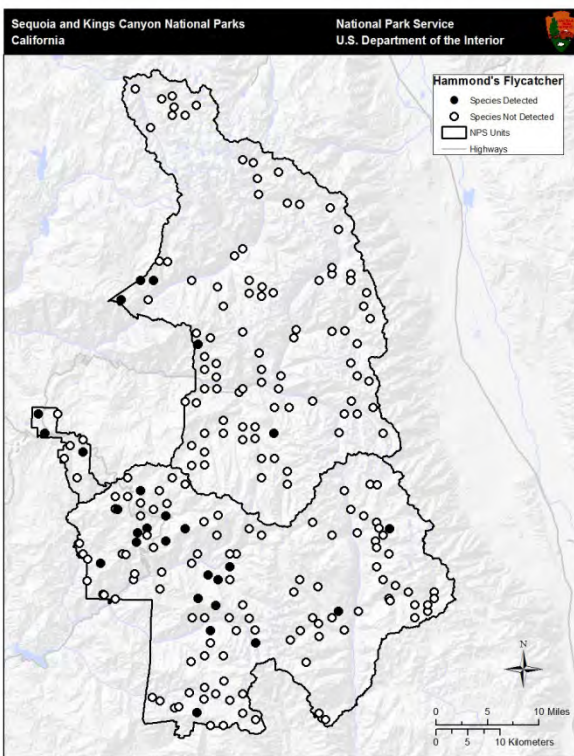 Sequoia and Kings Canyon National Parks
California
National Park Service
U.S. Department of the Interior
Hammond's Flycatcher
Species Detected
Species Not Detected
NPS Units
Highways
N
0 5 10 Miles
0 5 10 Kilometers